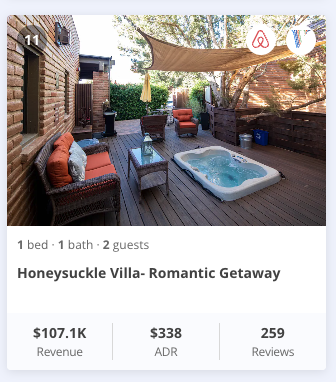 11
1 bed · 1 bath · 2 guests
Honeysuckle Villa- Romantic Getaway
$107.1K $338 259
Revenue ADR Reviews